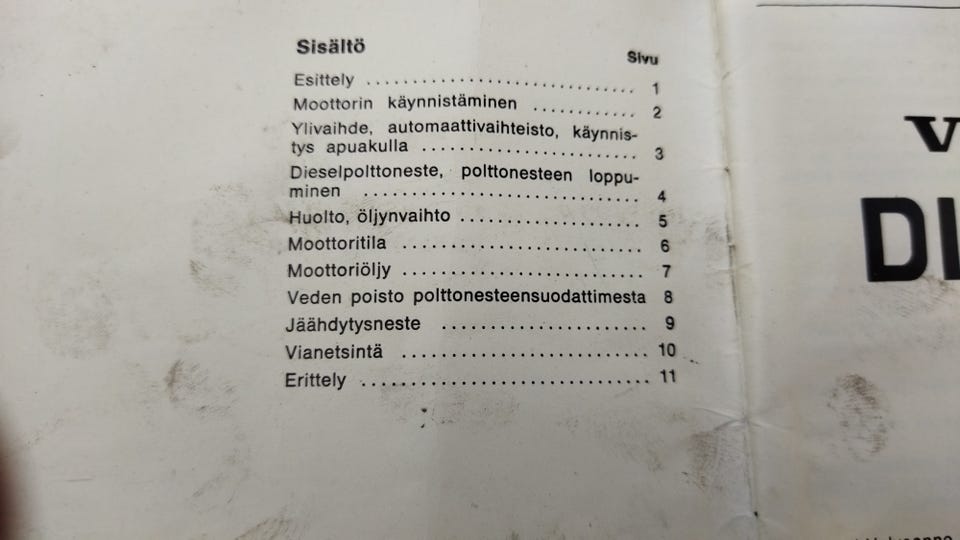 Sisältö
Sivu
Esittely ............................ 1
Moottorin käynnistäminen ............ 2
Ylivaihde, automaattivaihteisto, käynnis-
tys apuakulla ...................... 3
Dieselpolttoneste, polttonesteen loppu-
minen ............................ 4
Huolto, öljynvaihto .................. 5
Moottoritila ........................ 6
Moottoriöljy ........................ 7
Veden poisto polttonesteensuodattimesta 8
Jäähdytysneste ..................... 9
Vianetsintä ......................... 10
Erittely ............................. 11